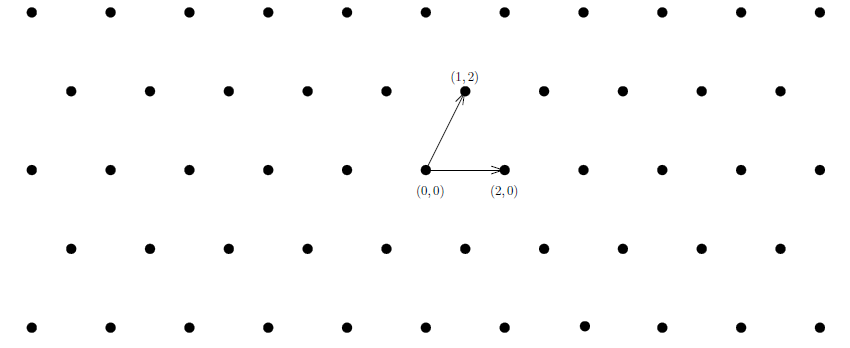 (1, 2)
(0, 0)
(2, 0)